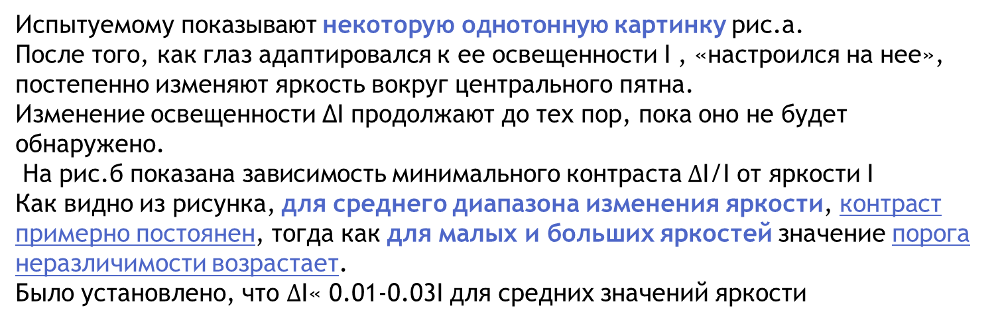 Испытуемому показывают некоторую однотонную картинку рис.а.
После того, как глаз адаптировался к ее освещенности I , «настроился на нее»,
постепенно изменяют яркость вокруг центрального пятна.
Изменение освещенности ΔI продолжают до тех пор, пока оно не будет
обнаружено.
На рис.б показана зависимость минимального контраста ΔI/I от яркости I
Как видно из рисунка, для среднего диапазона изменения яркости, контраст
примерно постоянен, тогда как для малых и больших яркостей значение порога
неразличимости возрастает.
Было установлено, что ΔI« 0.01-0.03I для средних значений яркости